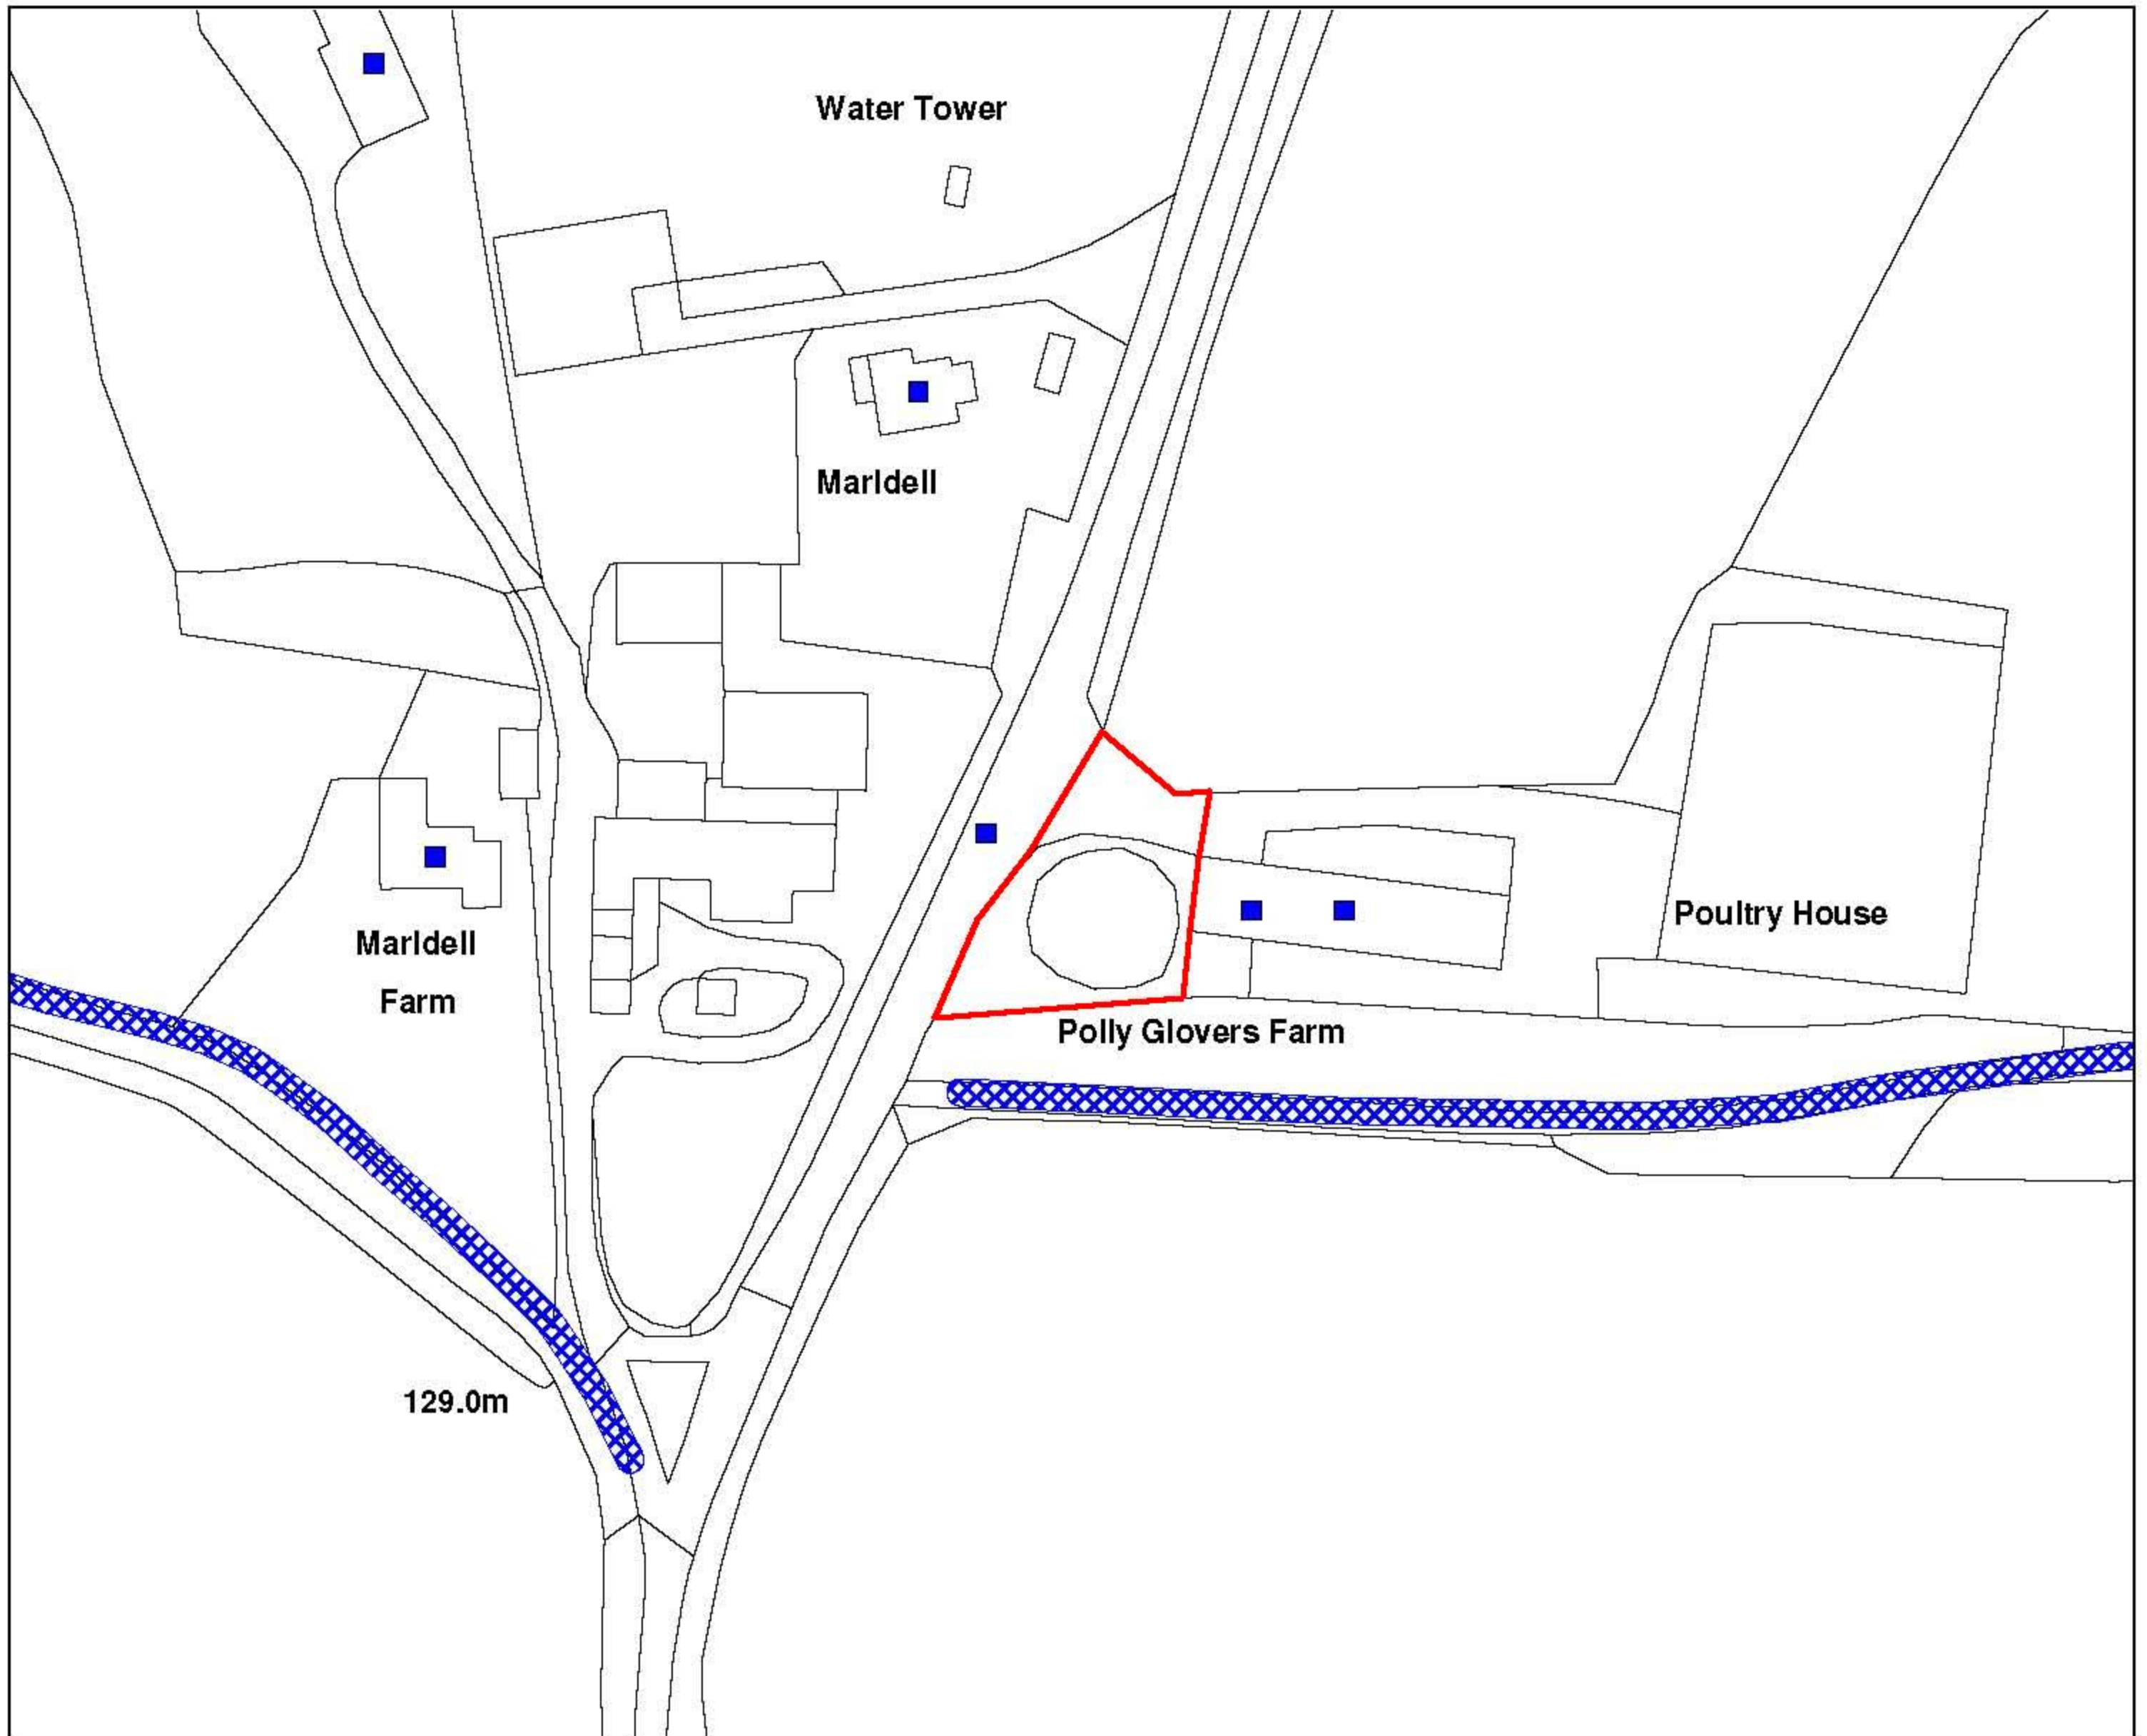 Water Tower
Marldell
Poultry House
Marldell
Farm
Polly Glovers Farm
129.0m